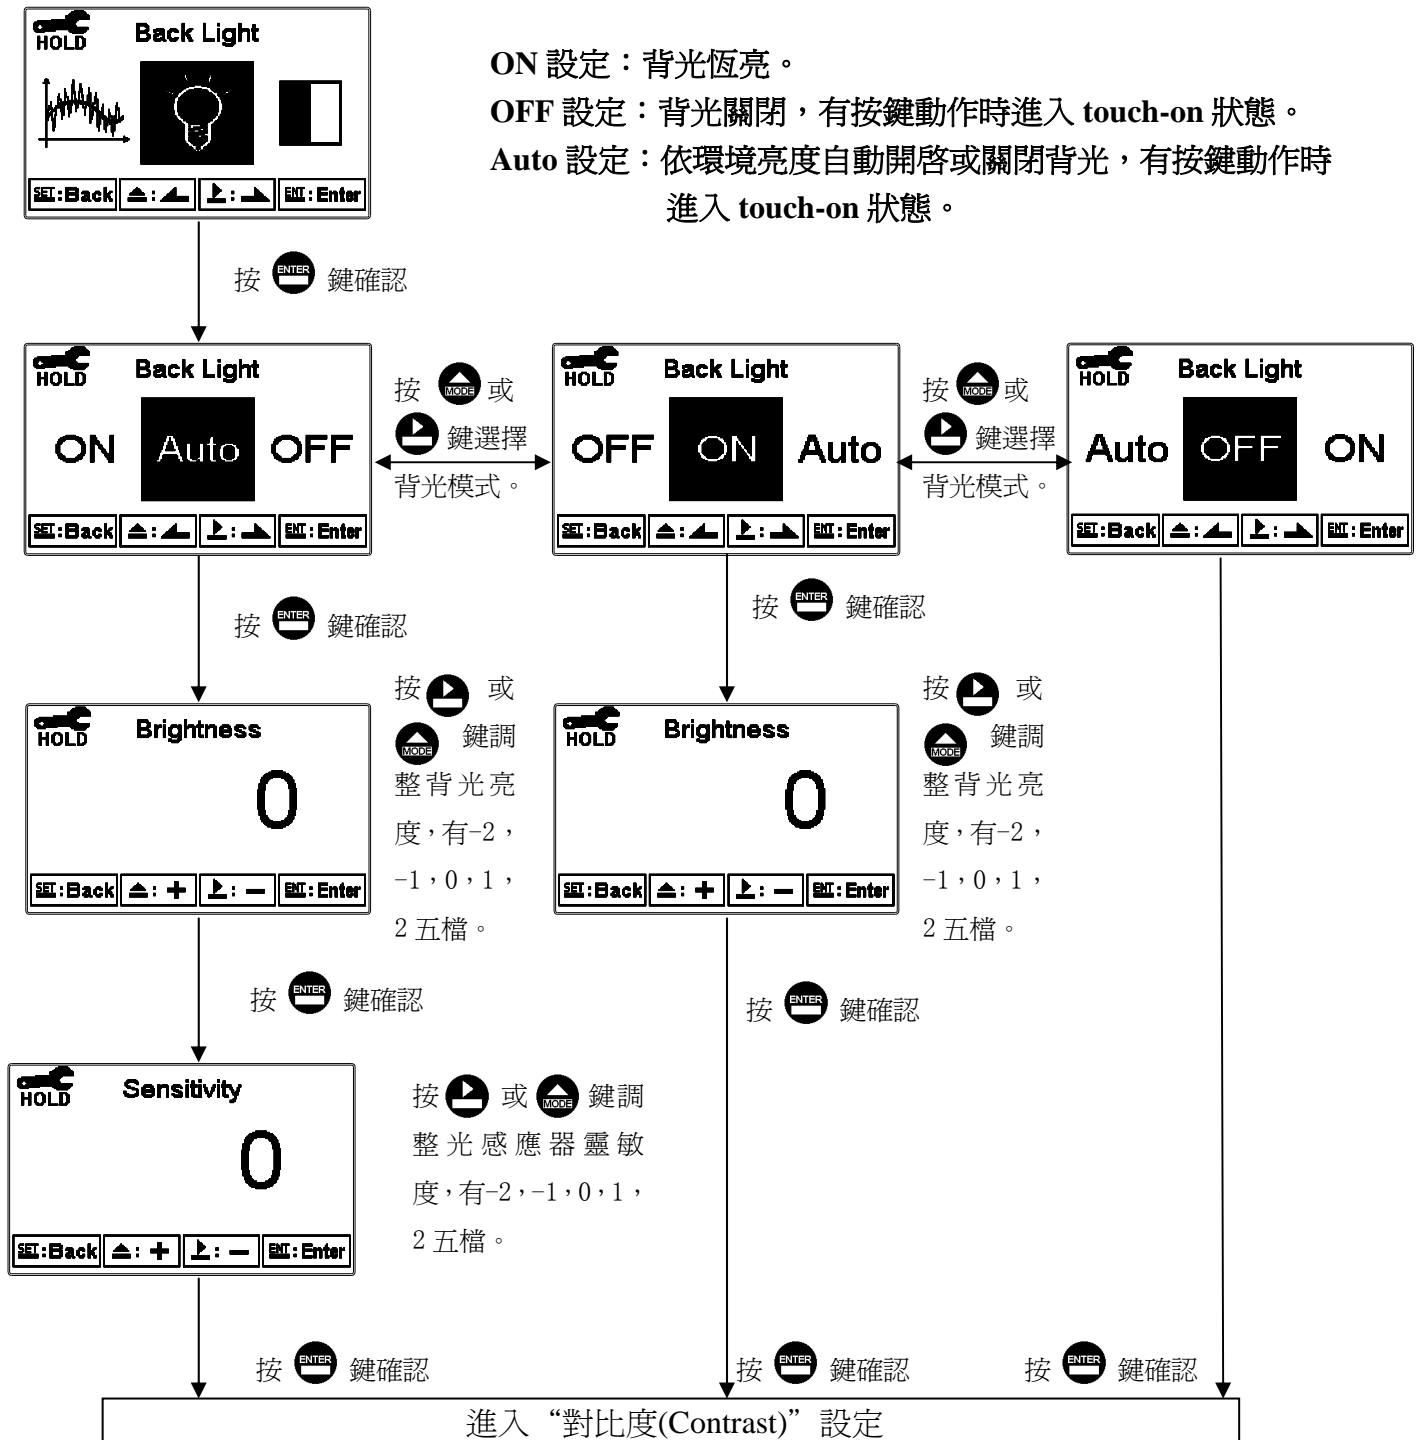 HOLD Back Light
SET:Back ENT:Enter
ON 設定：背光恆亮。
OFF 設定：背光關閉，有按鍵動作時進入 touch-on 狀態。
Auto 設定：依環境亮度自動開啓或關閉背光，有按鍵動作時
進入 touch-on 狀態。
按 ENTER 鍵確認
HOLD Back Light
ON Auto OFF
SET:Back ENT:Enter
按 MODE 或
鍵選擇
背光模式。
HOLD Back Light
OFF ON Auto
SET:Back ENT:Enter
按 MODE 或
鍵選擇
背光模式。
HOLD Back Light
Auto OFF ON
SET:Back ENT:Enter
按 ENTER 鍵確認
按 ENTER 鍵確認
HOLD Brightness
0
SET:Back : + : − ENT:Enter
按 或
MODE 鍵調
整背光亮
度，有-2，
-1，0，1，
2 五檔。
HOLD Brightness
0
SET:Back : + : − ENT:Enter
按 或
MODE 鍵調
整背光亮
度，有-2，
-1，0，1，
2 五檔。
按 ENTER 鍵確認
按 ENTER 鍵確認
HOLD Sensitivity
0
SET:Back : + : − ENT:Enter
按 或 MODE 鍵調
整光感應器靈敏
度，有-2，-1，0，1，
2 五檔。
按 ENTER 鍵確認
按 ENTER 鍵確認
按 ENTER 鍵確認
進入“對比度(Contrast)”設定